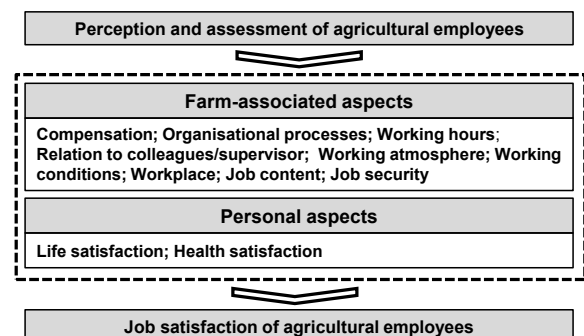 Perception and assessment of agricultural employees
Farm-associated aspects
Compensation; Organisational processes; Working hours;
Relation to colleagues/supervisor; Working atmosphere; Working
conditions; Workplace; Job content; Job security
Personal aspects
Life satisfaction; Health satisfaction
Job satisfaction of agricultural employees